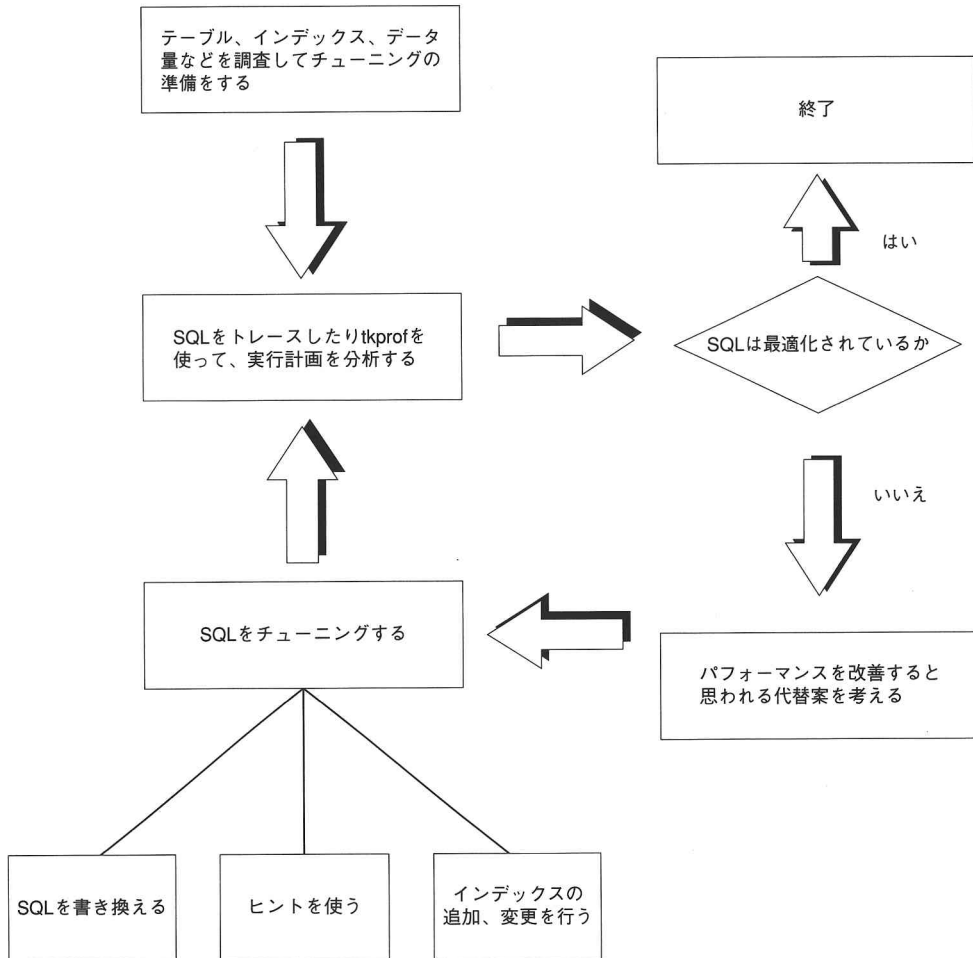 テーブル、インデックス、データ
量などを調査してチューニングの
準備をする
終了
はい
SQLをトレースしたりtkprofを
使って、実行計画を分析する
SQLは最適化されているか
いいえ
SQLをチューニングする
パフォーマンスを改善すると
思われる代替案を考える
SQLを書き換える
ヒントを使う
インデックスの
追加、変更を行う